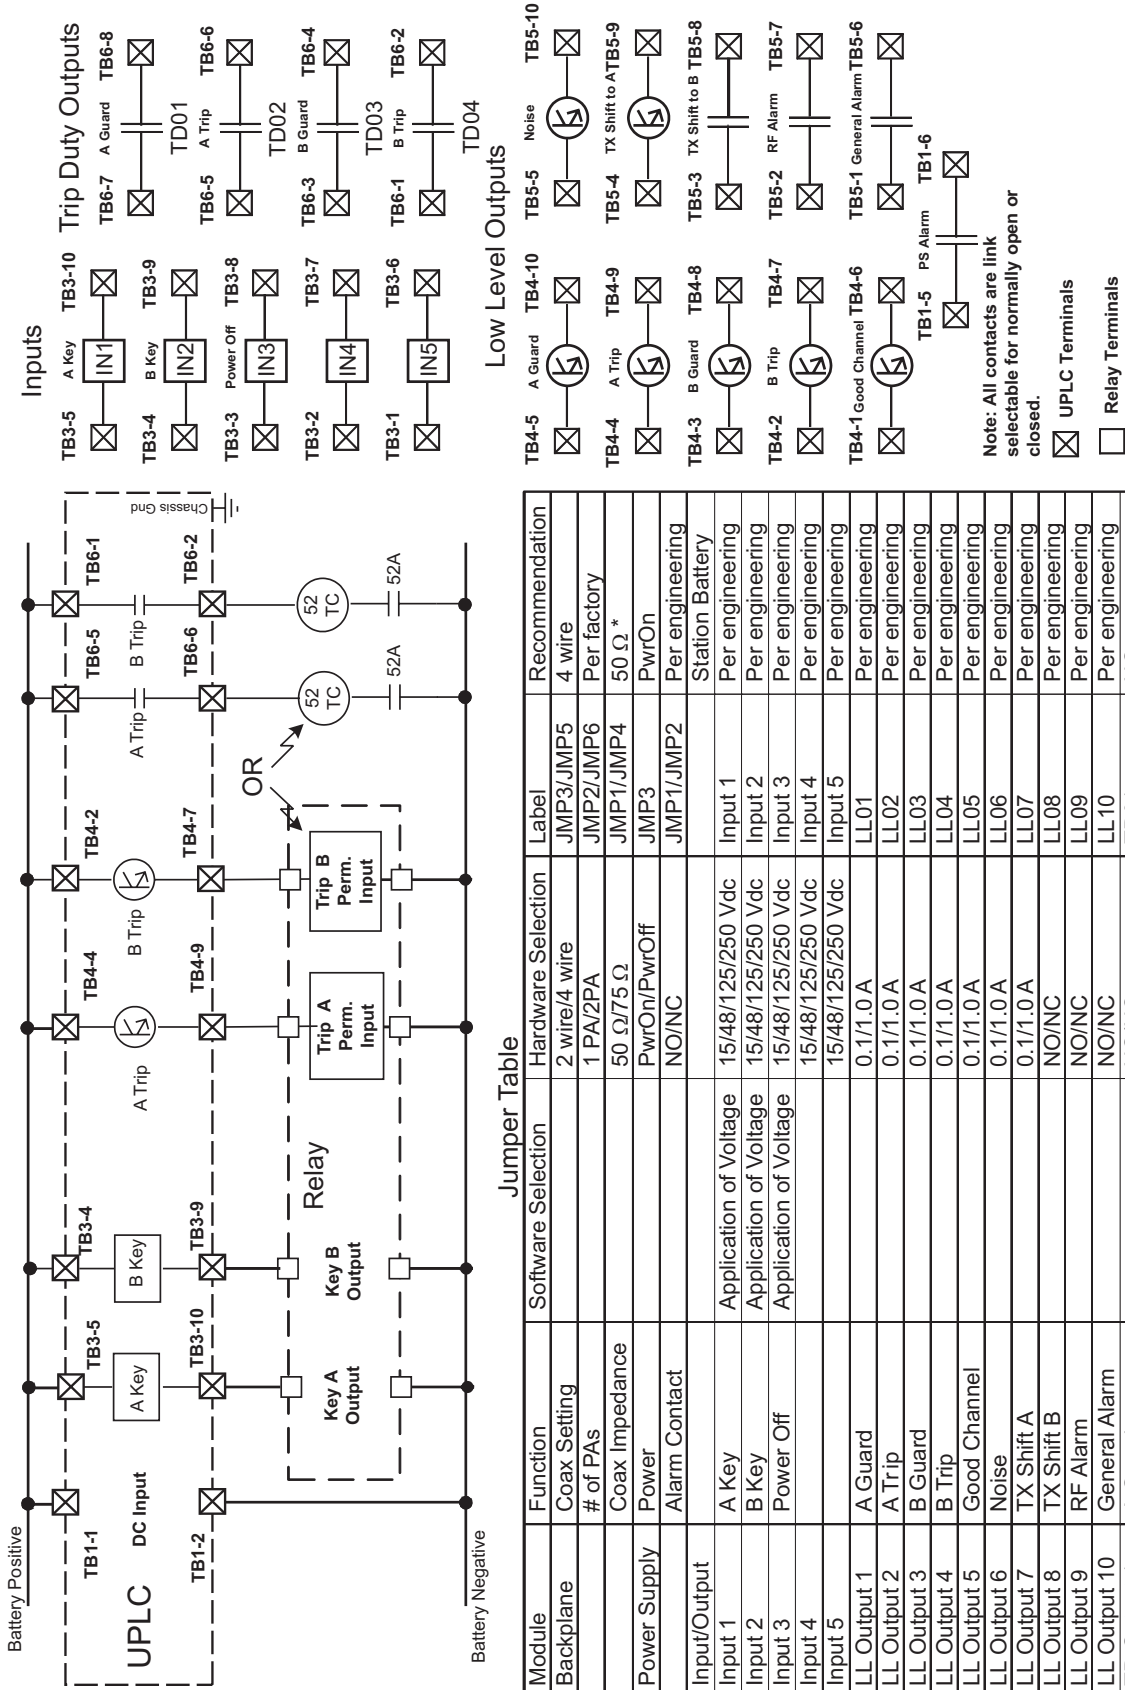 Battery Positive
UPLC
TB1-1
DC Input
TB1-2
TB3-5
A Key
TB3-10
TB3-4
B Key
TB3-9
TB4-4
A Trip
TB4-9
TB4-2
B Trip
TB4-7
TB6-5
A Trip
TB6-6
TB6-1
B Trip
TB6-2
Chassis Gnd
Relay
Key A
Output
Key B
Output
Trip A
Perm.
Input
Trip B
Perm.
Input
OR
52
TC
52A
52
TC
52A
Battery Negative
Inputs
TB3-5 A Key TB3-10
IN1
TB3-4 B Key TB3-9
IN2
TB3-3 Power Off TB3-8
IN3
TB3-2 TB3-7
IN4
TB3-1 TB3-6
IN5
Trip Duty Outputs
TB6-7 A Guard TB6-8
TD01
TB6-5 A Trip TB6-6
TD02
TB6-3 B Guard TB6-4
TD03
TB6-1 B Trip TB6-2
TD04
Low Level Outputs
TB4-5 A Guard TB4-10
TB4-4 A Trip TB4-9
TB4-3 B Guard TB4-8
TB4-2 B Trip TB4-7
TB4-1 Good Channel TB4-6
TB5-5 Noise TB5-10
TB5-4 TX Shift to A TB5-9
TB5-3 TX Shift to B TB5-8
TB5-2 RF Alarm TB5-7
TB5-1 General Alarm TB5-6
TB1-5 PS Alarm TB1-6
Note: All contacts are link
selectable for normally open or
closed.
UPLC Terminals
Relay Terminals
Jumper Table
Module Function Software Selection Hardware Selection Label Recommendation
Backplane Coax Setting 2 wire/4 wire JMP3/JMP5 4 wire
# of PAs 1 PA/2PA JMP2/JMP6 Per factory
Coax Impedance 50 Ω/75 Ω JMP1/JMP4 50 Ω *
Power Supply Power PwrOn/PwrOff JMP3 PwrOn
Alarm Contact NO/NC JMP1/JMP2 Per engineering
Input/Output Station Battery
Input 1 A Key Application of Voltage 15/48/125/250 Vdc Input 1 Per engineering
Input 2 B Key Application of Voltage 15/48/125/250 Vdc Input 2 Per engineering
Input 3 Power Off Application of Voltage 15/48/125/250 Vdc Input 3 Per engineering
Input 4 15/48/125/250 Vdc Input 4 Per engineering
Input 5 15/48/125/250 Vdc Input 5 Per engineering
LL Output 1 A Guard 0.1/1.0 A LL01 Per engineering
LL Output 2 A Trip 0.1/1.0 A LL02 Per engineering
LL Output 3 B Guard 0.1/1.0 A LL03 Per engineering
LL Output 4 B Trip 0.1/1.0 A LL04 Per engineering
LL Output 5 Good Channel 0.1/1.0 A LL05 Per engineering
LL Output 6 Noise 0.1/1.0 A LL06 Per engineering
LL Output 7 TX Shift A 0.1/1.0 A LL07 Per engineering
LL Output 8 TX Shift B NO/NC LL08 Per engineering
LL Output 9 RF Alarm NO/NC LL09 Per engineering
LL Output 10 General Alarm NO/NC LL10 Per engineering